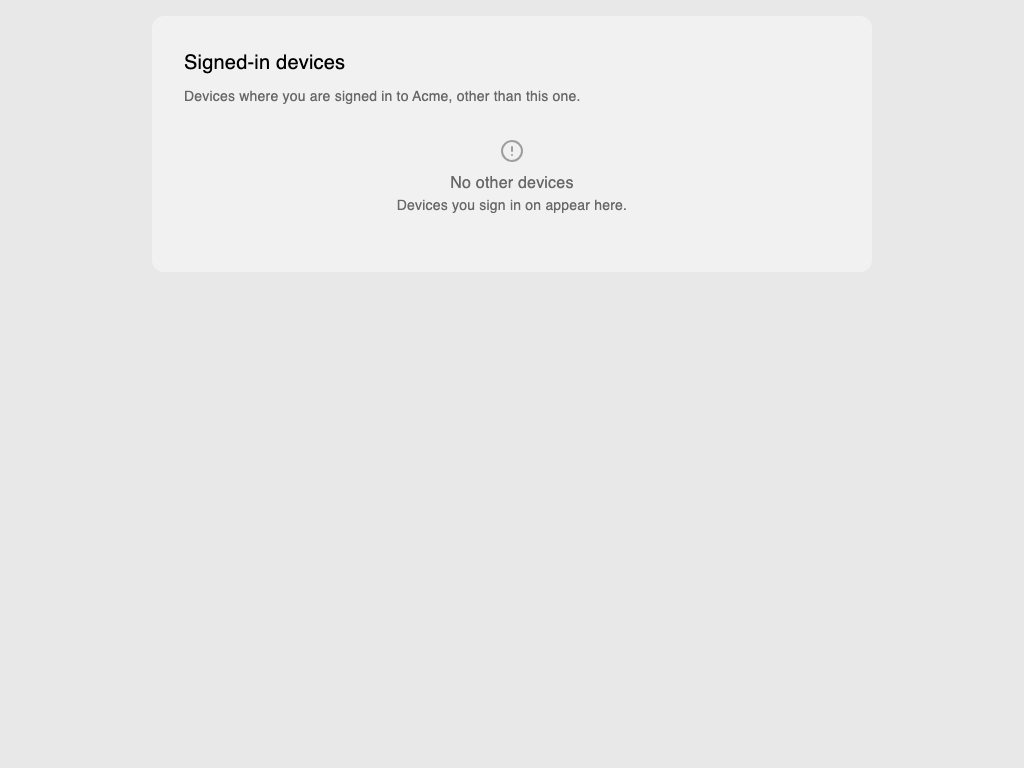 Signed-in devices
Devices where you are signed in to Acme, other than this one.
No other devices
Devices you sign in on appear here.